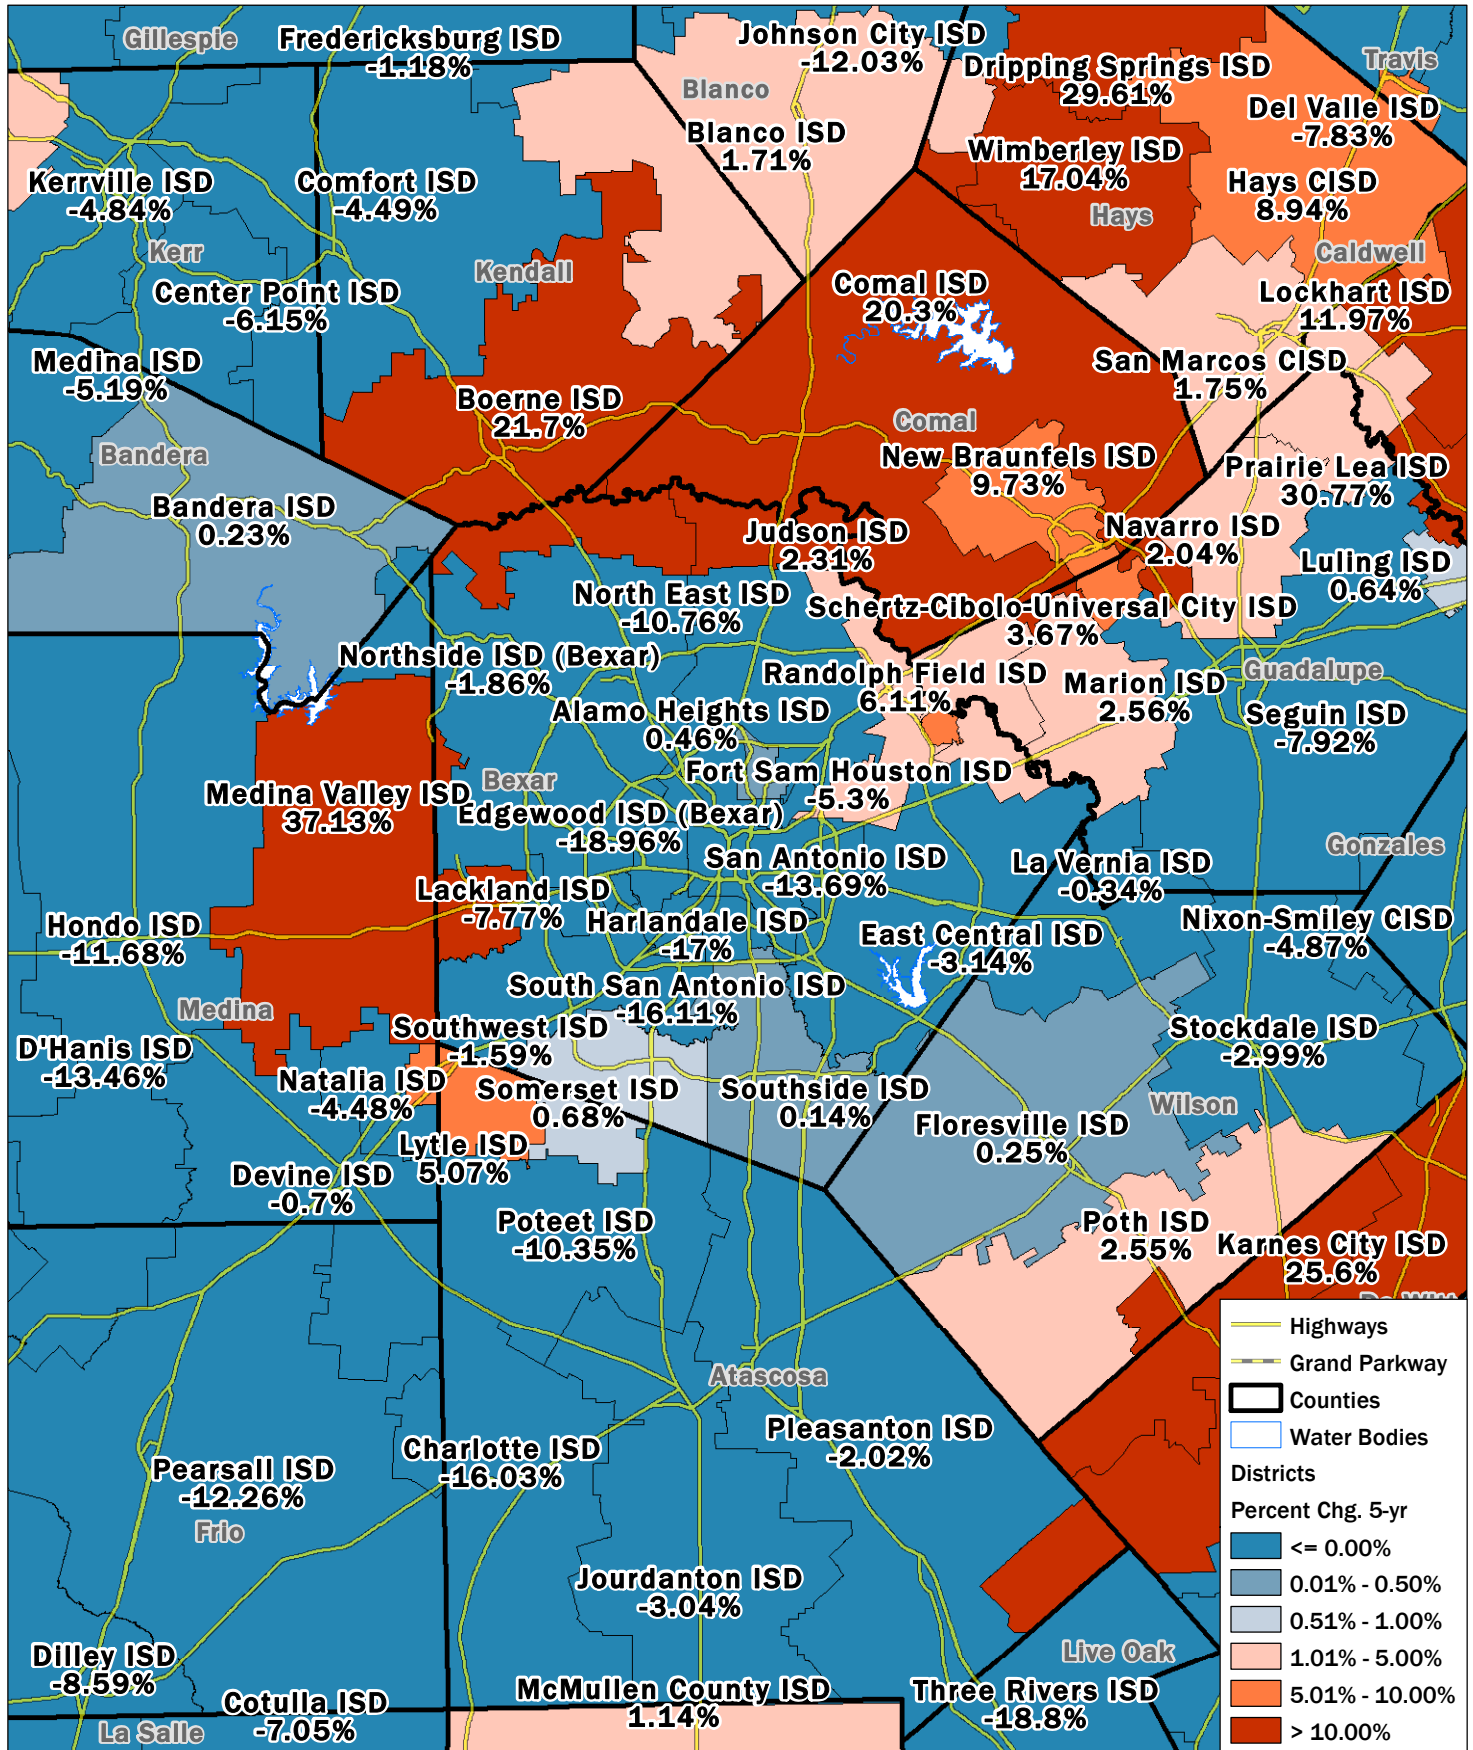 Gillespie
Fredericksburg ISD
-1.18%
Johnson City ISD
-12.03%
Dripping Springs ISD
29.61%
Travis
Blanco
Del Valle ISD
-7.83%
Blanco ISD
1.71%
Wimberley ISD
17.04%
Kerrville ISD
-4.84%
Comfort ISD
-4.49%
Hays CISD
8.94%
Hays
Kerr
Caldwell
Kendall
Center Point ISD
-6.15%
Comal ISD
20.3%
Lockhart ISD
11.97%
Medina ISD
-5.19%
San Marcos CISD
1.75%
Boerne ISD
21.7%
Comal
Bandera
New Braunfels ISD
9.73%
Prairie Lea ISD
30.77%
Bandera ISD
0.23%
Judson ISD
2.31%
Navarro ISD
2.04%
Luling ISD
0.64%
North East ISD
-10.76%
Schertz-Cibolo-Universal City ISD
3.67%
Northside ISD (Bexar)
-1.86%
Randolph Field ISD
6.11%
Marion ISD
2.56%
Guadalupe
Alamo Heights ISD
0.46%
Seguin ISD
-7.92%
Fort Sam Houston ISD
-5.3%
Bexar
Medina Valley ISD
37.13%
Edgewood ISD (Bexar)
-18.96%
Gonzales
San Antonio ISD
-13.69%
La Vernia ISD
-0.34%
Lackland ISD
-7.77%
Hondo ISD
-11.68%
Harlandale ISD
-17%
East Central ISD
-3.14%
Nixon-Smiley CISD
-4.87%
South San Antonio ISD
-16.11%
Medina
Southwest ISD
-1.59%
Stockdale ISD
-2.99%
D'Hanis ISD
-13.46%
Natalia ISD
-4.48%
Somerset ISD
0.68%
Southside ISD
0.14%
Wilson
Floresville ISD
0.25%
Lytle ISD
5.07%
Devine ISD
-0.7%
Poteet ISD
-10.35%
Poth ISD
2.55%
Karnes City ISD
25.6%
Atascosa
Pleasanton ISD
-2.02%
Charlotte ISD
-16.03%
Pearsall ISD
-12.26%
Frio
Jourdanton ISD
-3.04%
Live Oak
Dilley ISD
-8.59%
McMullen County ISD
1.14%
Three Rivers ISD
-18.8%
Cotulla ISD
-7.05%
La Salle
Highways
Grand Parkway
Counties
Water Bodies
Districts
Percent Chg. 5-yr
<= 0.00%
0.01% - 0.50%
0.51% - 1.00%
1.01% - 5.00%
5.01% - 10.00%
> 10.00%